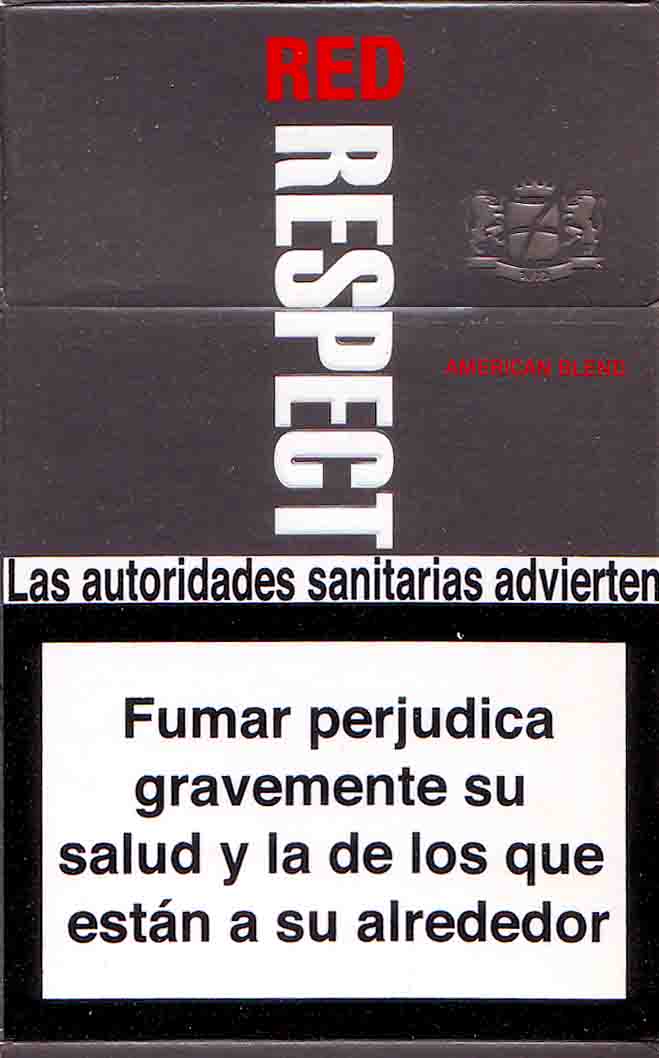 RED
RESPECT
AMERICAN BLEND
Las autoridades sanitarias advierten
Fumar perjudica
gravemente su
salud y la de los que
están a su alrededor